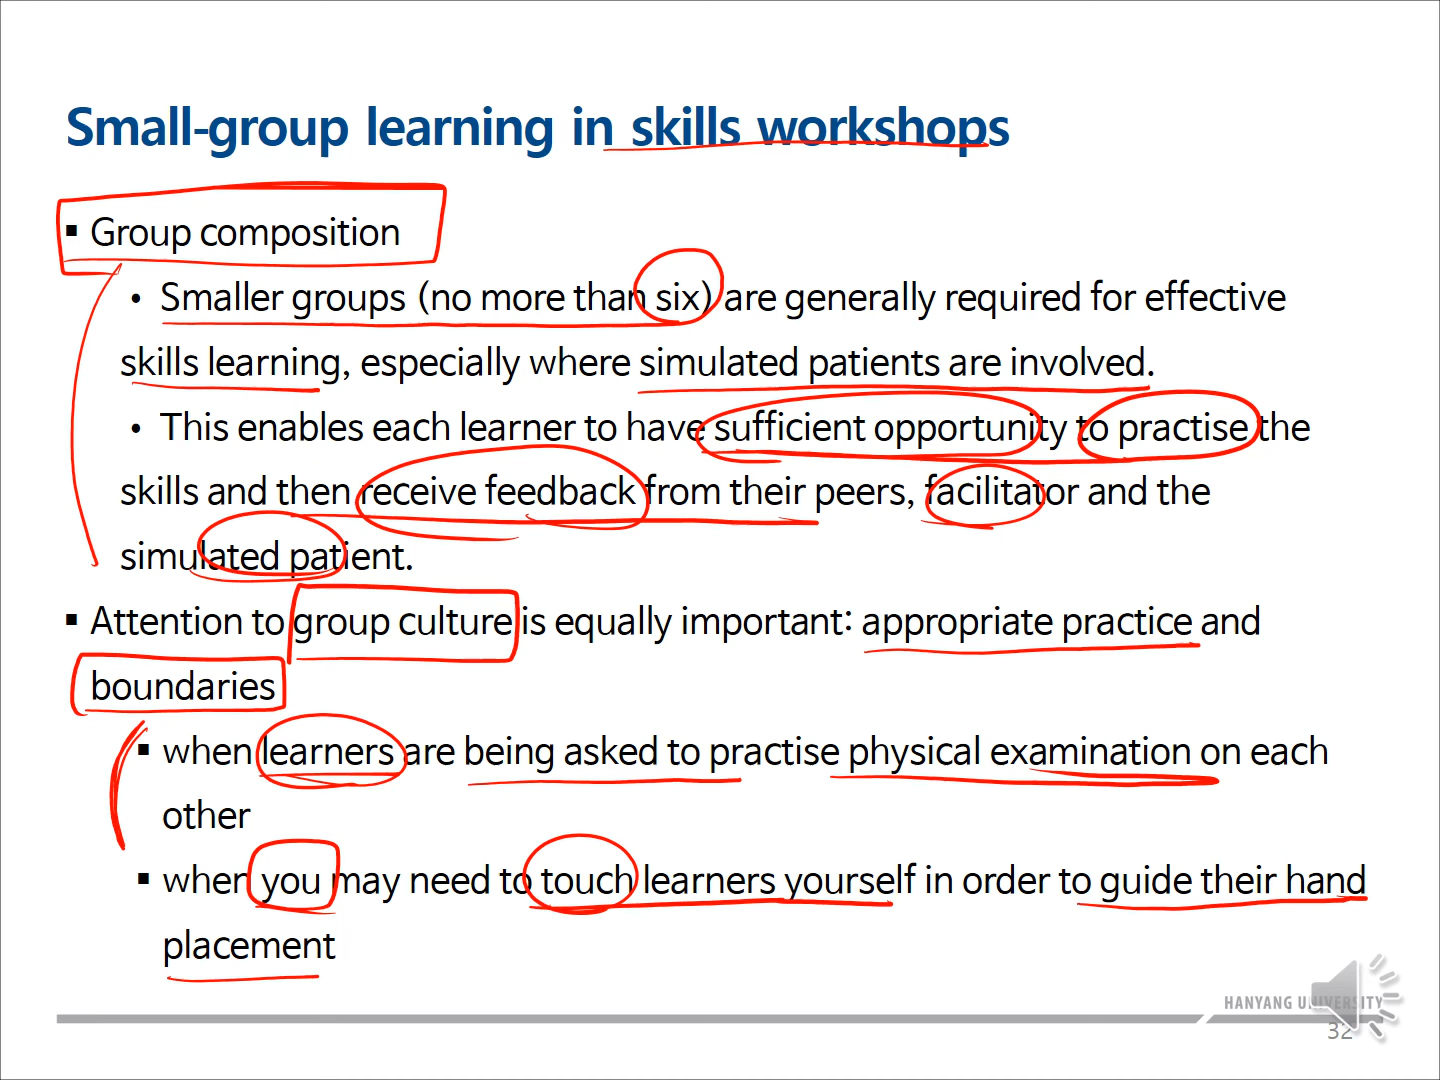 Small-group learning in skills workshops
▪ Group composition
• Smaller groups (no more than six) are generally required for effective
skills learning, especially where simulated patients are involved.
• This enables each learner to have sufficient opportunity to practise the
skills and then receive feedback from their peers, facilitator and the
simulated patient.
▪ Attention to group culture is equally important: appropriate practice and
boundaries
▪ when learners are being asked to practise physical examination on each
other
▪ when you may need to touch learners yourself in order to guide their hand
placement
HANYANG UNIVERSITY
32